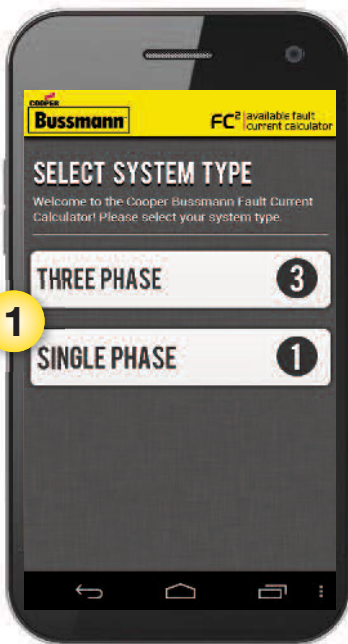 COOPER
Bussmann
FC² available fault
current calculator
SELECT SYSTEM TYPE
Welcome to the Cooper Bussmann Fault Current
Calculator! Please select your system type.
THREE PHASE 3
1
SINGLE PHASE 1